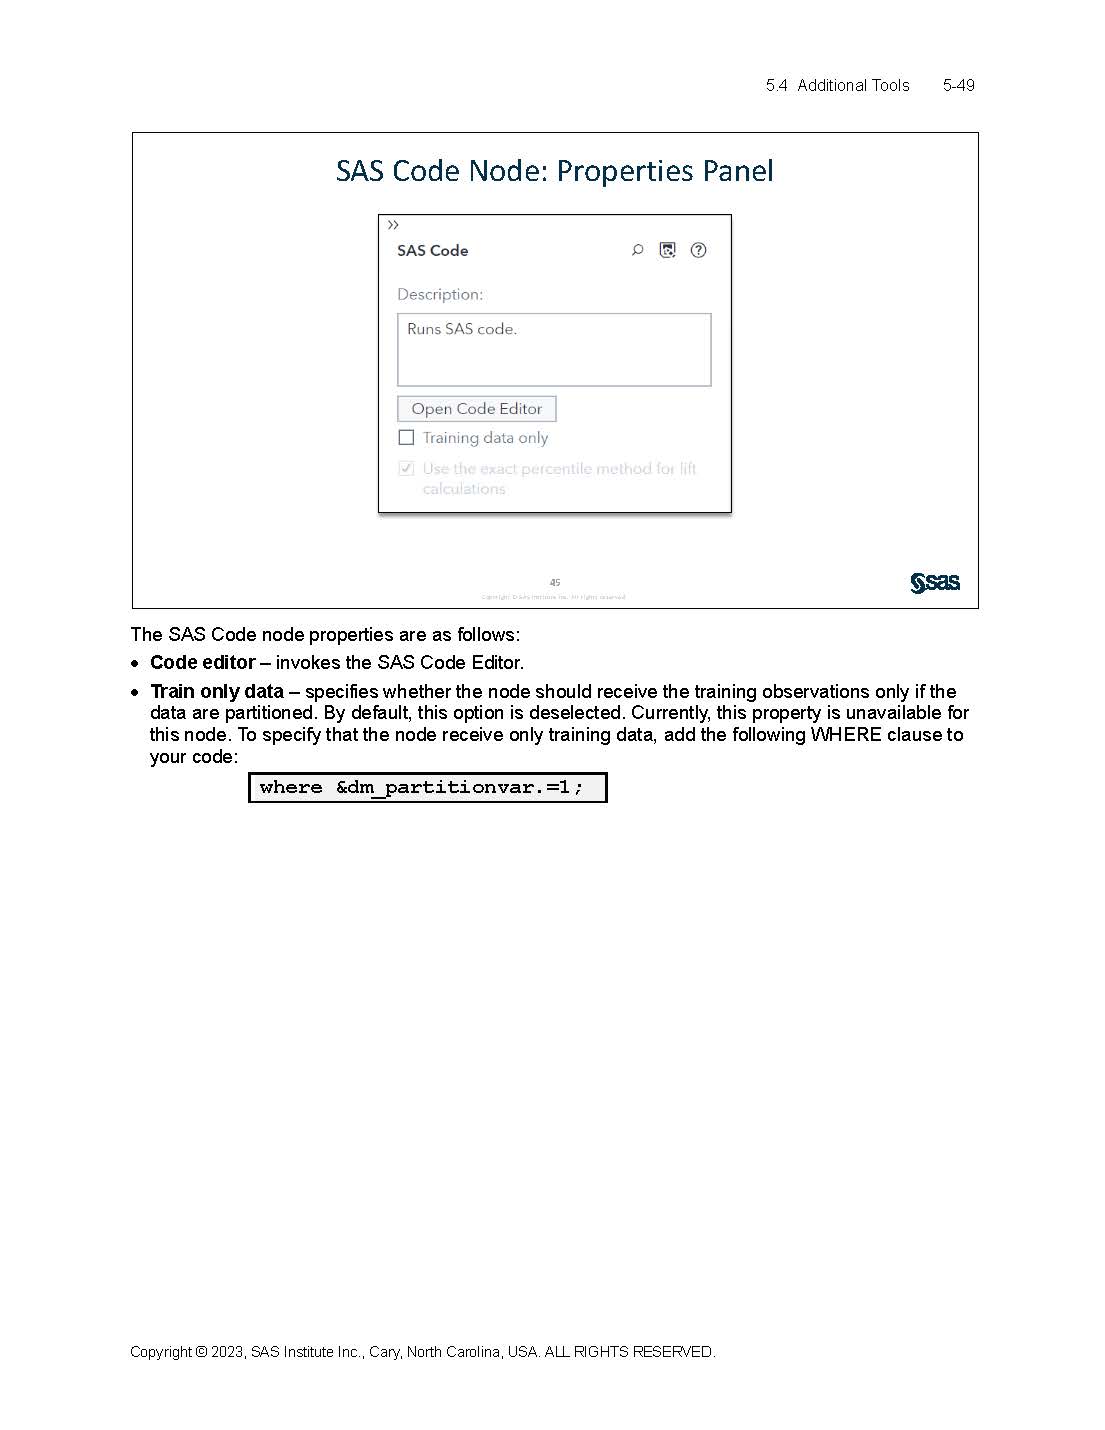 5.4 Additional Tools 5-49
SAS Code Node: Properties Panel
SAS Code
Description:
Runs SAS code.
Open Code Editor
Training data only
Use the exact percentile method for lift
calculations
45
Copyright © SAS Institute Inc. All rights reserved.
sas
The SAS Code node properties are as follows:
• Code editor – invokes the SAS Code Editor.
• Train only data – specifies whether the node should receive the training observations only if the
data are partitioned. By default, this option is deselected. Currently, this property is unavailable for
this node. To specify that the node receive only training data, add the following WHERE clause to
your code:
where &dm_partitionvar.=1;
Copyright © 2023, SAS Institute Inc., Cary, North Carolina, USA. ALL RIGHTS RESERVED.